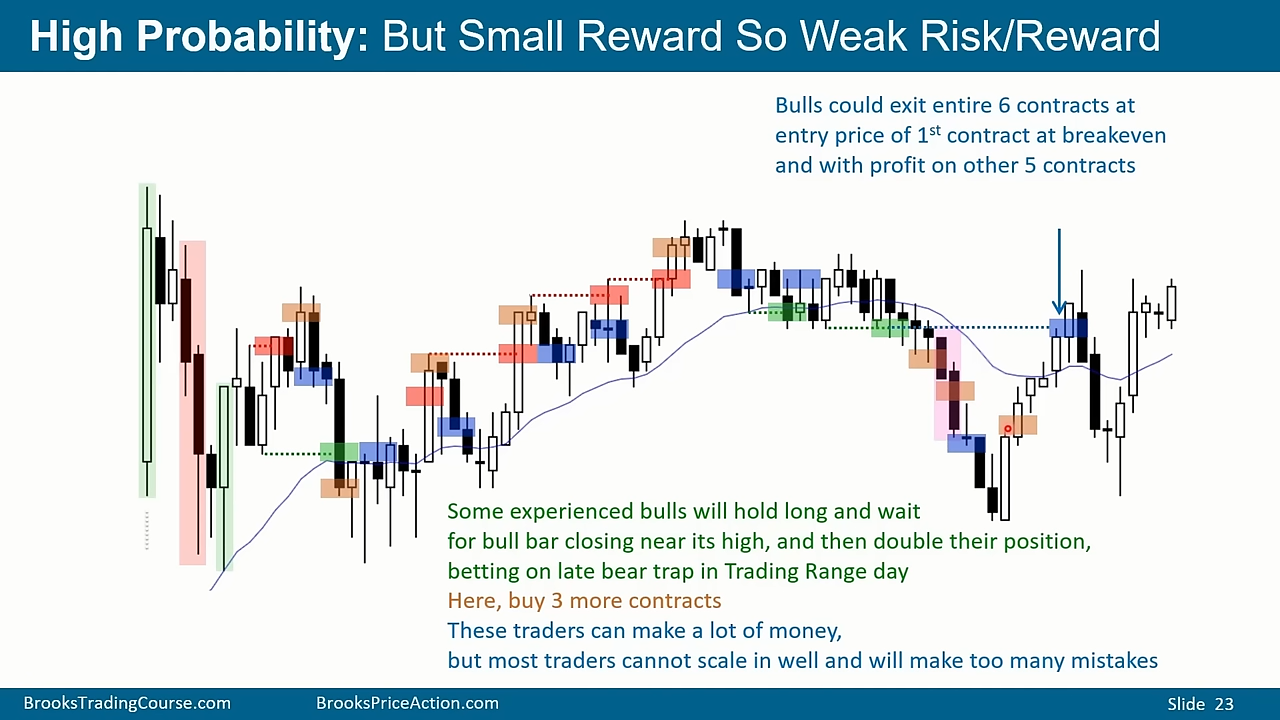 High Probability: But Small Reward So Weak Risk/Reward
Bulls could exit entire 6 contracts at
entry price of 1st contract at breakeven
and with profit on other 5 contracts
Some experienced bulls will hold long and wait
for bull bar closing near its high, and then double their position,
betting on late bear trap in Trading Range day
Here, buy 3 more contracts
These traders can make a lot of money,
but most traders cannot scale in well and will make too many mistakes
BrooksTradingCourse.com BrooksPriceAction.com Slide 23